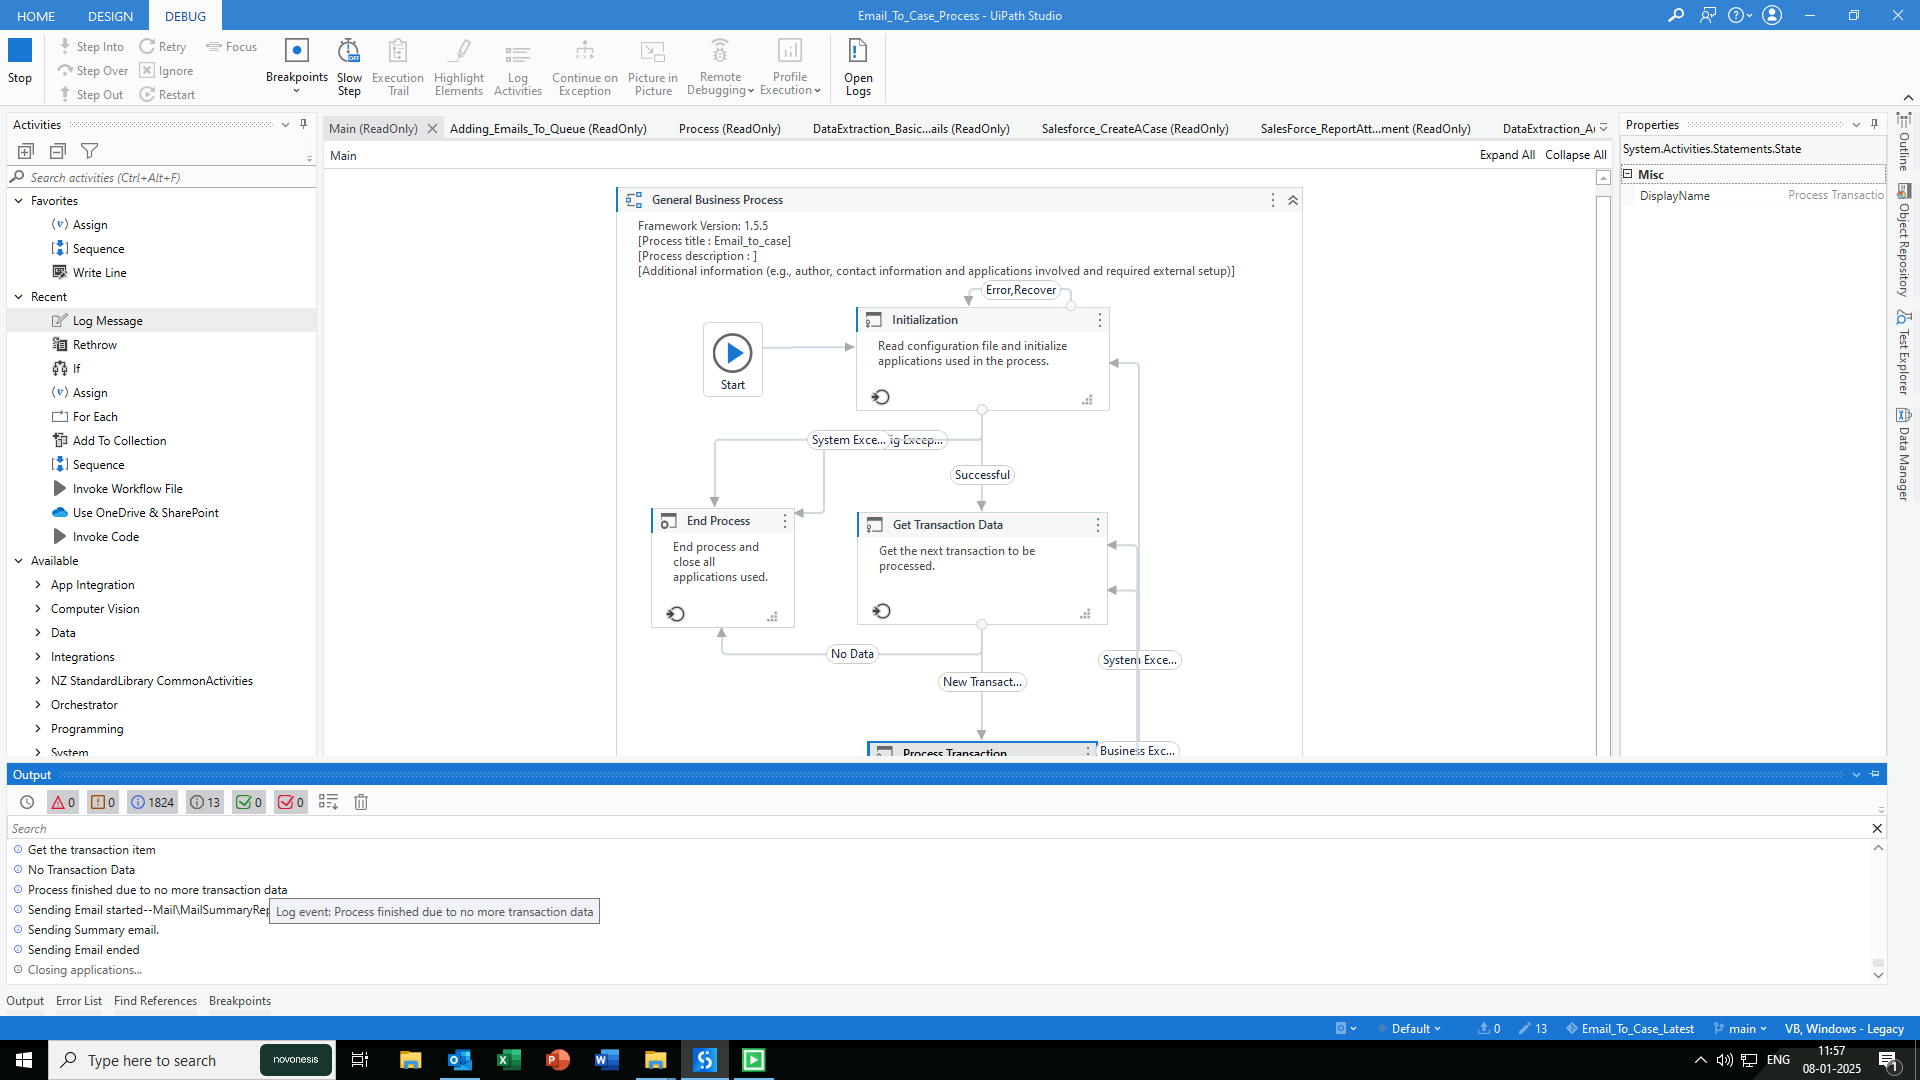 HOME
DESIGN
DEBUG
Email_To_Case_Process - UiPath Studio
Stop
Step Into
Step Over
Step Out
Retry
Ignore
Restart
Focus
Breakpoints
Slow Step
Execution Trail
Highlight Elements
Log Activities
Continue on Exception
Picture in Picture
Remote Debugging
Profile Execution
Open Logs
Activities
Search activities (Ctrl+Alt+F)
Favorites
Assign
Sequence
Write Line
Recent
Log Message
Rethrow
If
Assign
For Each
Add To Collection
Sequence
Invoke Workflow File
Use OneDrive & SharePoint
Invoke Code
Available
App Integration
Computer Vision
Data
Integrations
NZ StandardLibrary CommonActivities
Orchestrator
Programming
System
Main (ReadOnly)
Adding_Emails_To_Queue (ReadOnly)
Process (ReadOnly)
DataExtraction_Basic...ails (ReadOnly)
Salesforce_CreateACase (ReadOnly)
SalesForce_ReportAtt...ment (ReadOnly)
DataExtraction_A
Main
Expand All
Collapse All
General Business Process
Framework Version: 1.5.5
[Process title : Email_to_case]
[Process description : ]
[Additional information (e.g., author, contact information and applications involved and required external setup)]
Error,Recover
Start
Initialization
Read configuration file and initialize
applications used in the process.
System Exce...
ig Excep...
Successful
End Process
End process and
close all
applications used.
Get Transaction Data
Get the next transaction to be
processed.
No Data
New Transact...
System Exce...
Process Transaction
Business Exc...
Properties
System.Activities.Statements.State
Misc
DisplayName
Process Transactio
Outline
Object Repository
Test Explorer
Data Manager
Output
0
0
1824
13
0
0
Search
Get the transaction item
No Transaction Data
Process finished due to no more transaction data
Sending Email started--Mail\MailSummaryRep
Log event: Process finished due to no more transaction data
Sending Summary email.
Sending Email ended
Closing applications...
Output
Error List
Find References
Breakpoints
Default
0
13
Email_To_Case_Latest
main
VB, Windows - Legacy
Type here to search
novonesis
ENG
11:57
08-01-2025
1